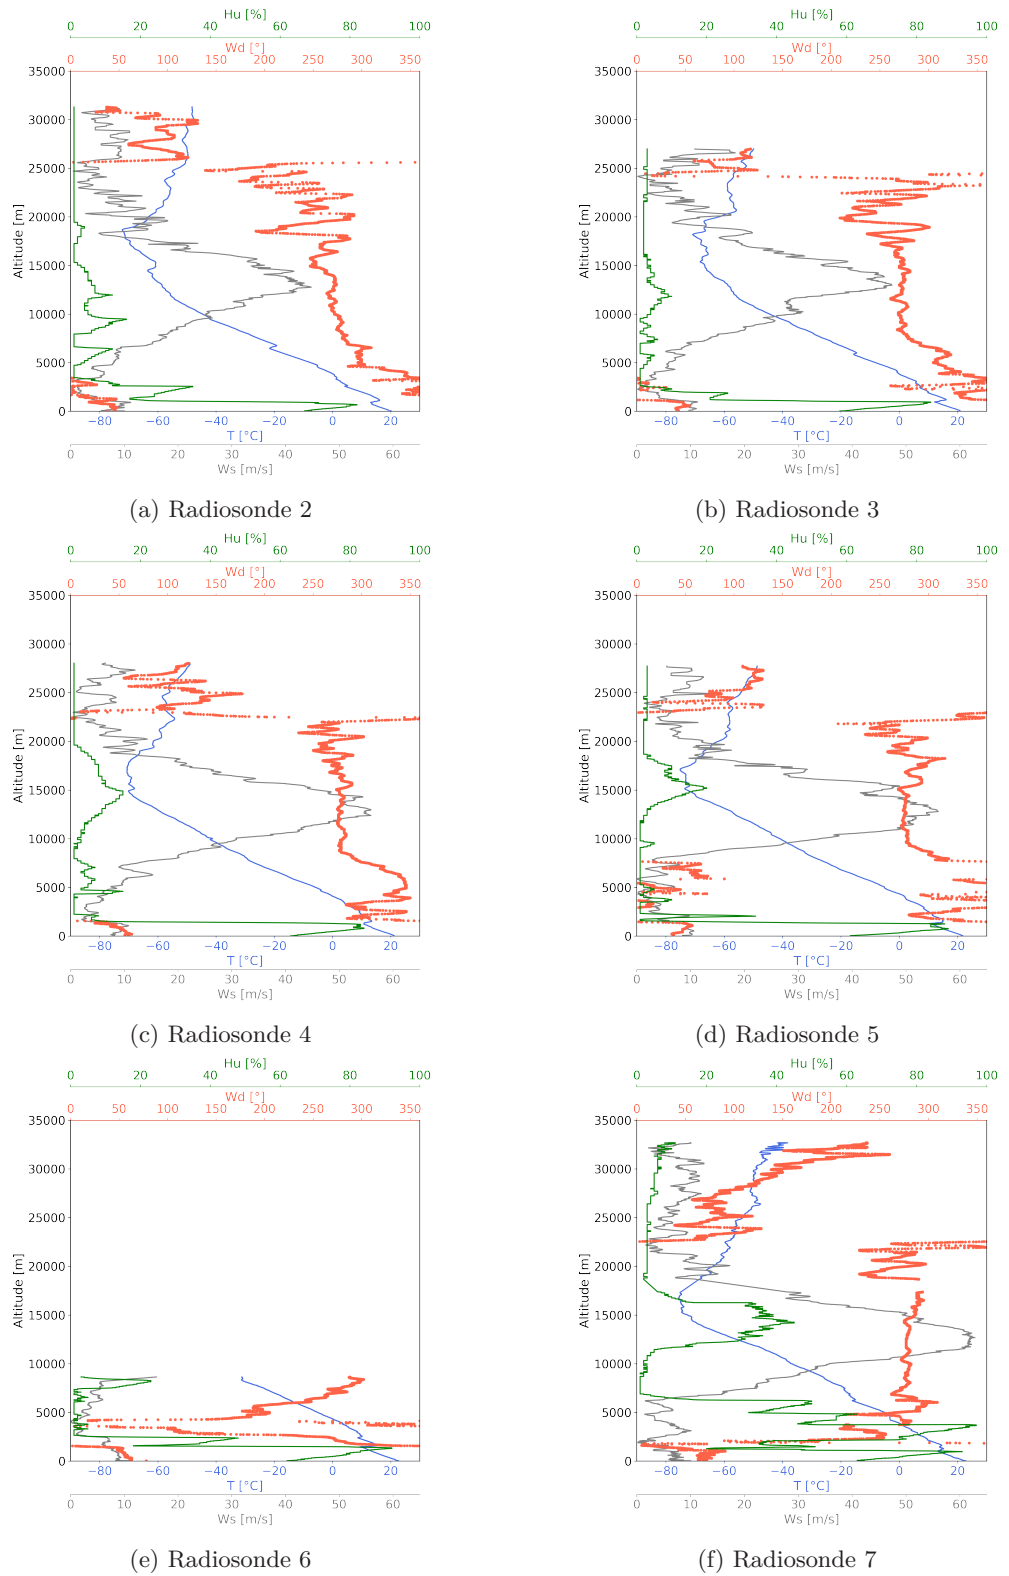 Hu [%] Hu [%]
0 20 40 60 80 100 0 20 40 60 80 100
Wd [°] Wd [°]
0 50 100 150 200 250 300 350 0 50 100 150 200 250 300 350
35000 35000
30000 30000
25000 25000
20000 20000
15000 15000
10000 10000
5000 5000
0 0
Altitude [m] Altitude [m]
−80 −60 −40 −20 0 20 −80 −60 −40 −20 0 20
T [°C] T [°C]
0 10 20 30 40 50 60 0 10 20 30 40 50 60
Ws [m/s] Ws [m/s]
(a) Radiosonde 2 (b) Radiosonde 3
Hu [%] Hu [%]
0 20 40 60 80 100 0 20 40 60 80 100
Wd [°] Wd [°]
0 50 100 150 200 250 300 350 0 50 100 150 200 250 300 350
35000 35000
30000 30000
25000 25000
20000 20000
15000 15000
10000 10000
5000 5000
0 0
Altitude [m] Altitude [m]
−80 −60 −40 −20 0 20 −80 −60 −40 −20 0 20
T [°C] T [°C]
0 10 20 30 40 50 60 0 10 20 30 40 50 60
Ws [m/s] Ws [m/s]
(c) Radiosonde 4 (d) Radiosonde 5
Hu [%] Hu [%]
0 20 40 60 80 100 0 20 40 60 80 100
Wd [°] Wd [°]
0 50 100 150 200 250 300 350 0 50 100 150 200 250 300 350
35000 35000
30000 30000
25000 25000
20000 20000
15000 15000
10000 10000
5000 5000
0 0
Altitude [m] Altitude [m]
−80 −60 −40 −20 0 20 −80 −60 −40 −20 0 20
T [°C] T [°C]
0 10 20 30 40 50 60 0 10 20 30 40 50 60
Ws [m/s] Ws [m/s]
(e) Radiosonde 6 (f) Radiosonde 7